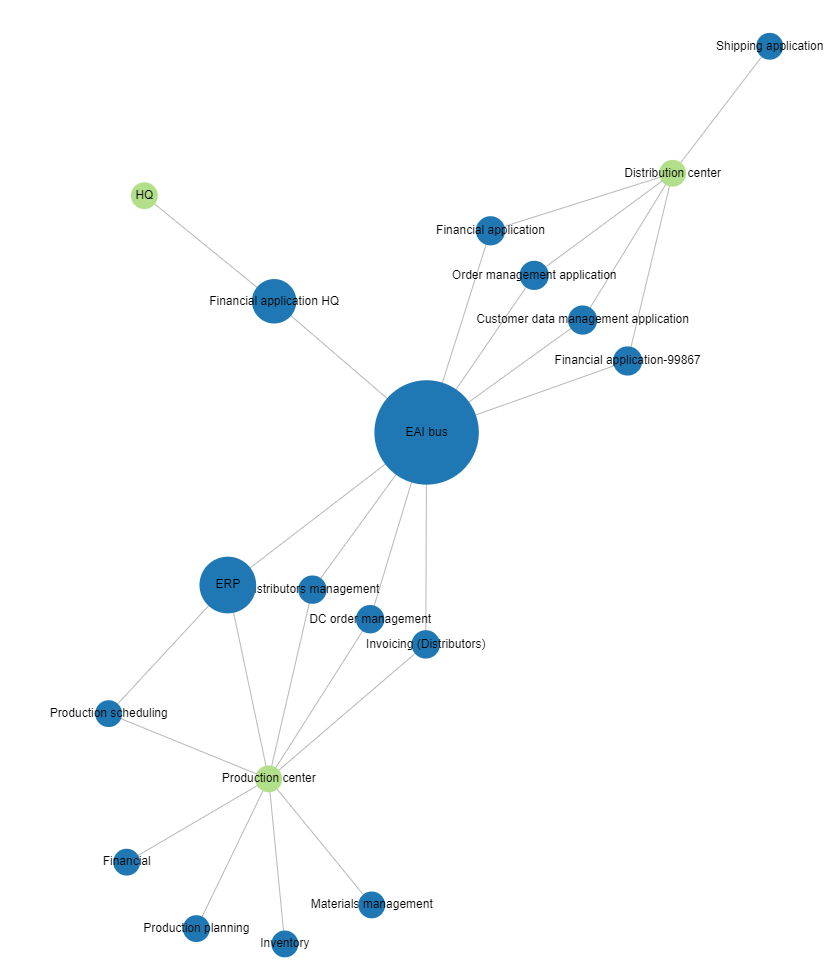 Shipping application
Distribution center
HQ
Financial application
Order management application
Financial application HQ
Customer data management application
Financial application-99867
EAI bus
ERP
stributors management
DC order management
Invoicing (Distributors)
Production scheduling
Production center
Financial
Materials management
Production planning
Inventory